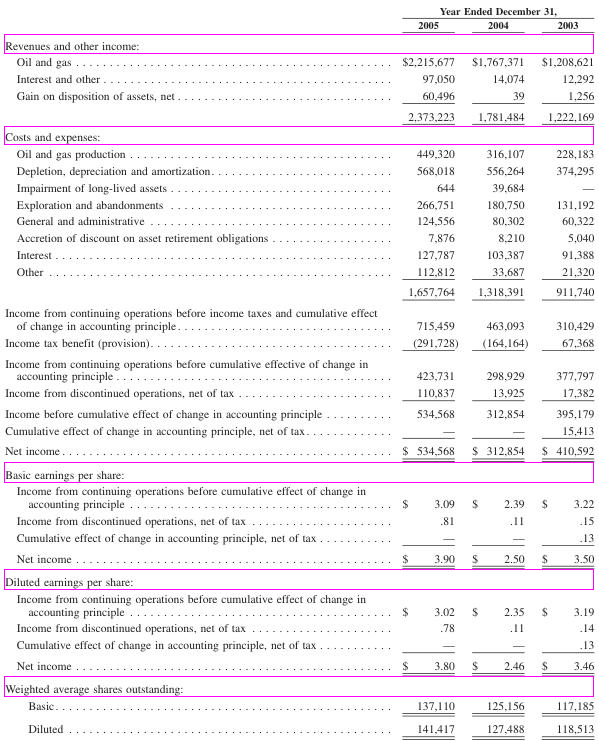 Year Ended December 31,
2005 2004 2003
Revenues and other income:
Oil and gas $2,215,677 $1,767,371 $1,208,621
Interest and other 97,050 14,074 12,292
Gain on disposition of assets, net 60,496 39 1,256
2,373,223 1,781,484 1,222,169
Costs and expenses:
Oil and gas production 449,320 316,107 228,183
Depletion, depreciation and amortization 568,018 556,264 374,295
Impairment of long-lived assets 644 39,684 —
Exploration and abandonments 266,751 180,750 131,192
General and administrative 124,556 80,302 60,322
Accretion of discount on asset retirement obligations 7,876 8,210 5,040
Interest 127,787 103,387 91,388
Other 112,812 33,687 21,320
1,657,764 1,318,391 911,740
Income from continuing operations before income taxes and cumulative effect
of change in accounting principle 715,459 463,093 310,429
Income tax benefit (provision) (291,728) (164,164) 67,368
Income from continuing operations before cumulative effective of change in
accounting principle 423,731 298,929 377,797
Income from discontinued operations, net of tax 110,837 13,925 17,382
Income before cumulative effect of change in accounting principle 534,568 312,854 395,179
Cumulative effect of change in accounting principle, net of tax — — 15,413
Net income $ 534,568 $ 312,854 $ 410,592
Basic earnings per share:
Income from continuing operations before cumulative effect of change in
accounting principle $ 3.09 $ 2.39 $ 3.22
Income from discontinued operations, net of tax .81 .11 .15
Cumulative effect of change in accounting principle, net of tax — — .13
Net income $ 3.90 $ 2.50 $ 3.50
Diluted earnings per share:
Income from continuing operations before cumulative effect of change in
accounting principle $ 3.02 $ 2.35 $ 3.19
Income from discontinued operations, net of tax .78 .11 .14
Cumulative effect of change in accounting principle, net of tax — — .13
Net income $ 3.80 $ 2.46 $ 3.46
Weighted average shares outstanding:
Basic 137,110 125,156 117,185
Diluted 141,417 127,488 118,513